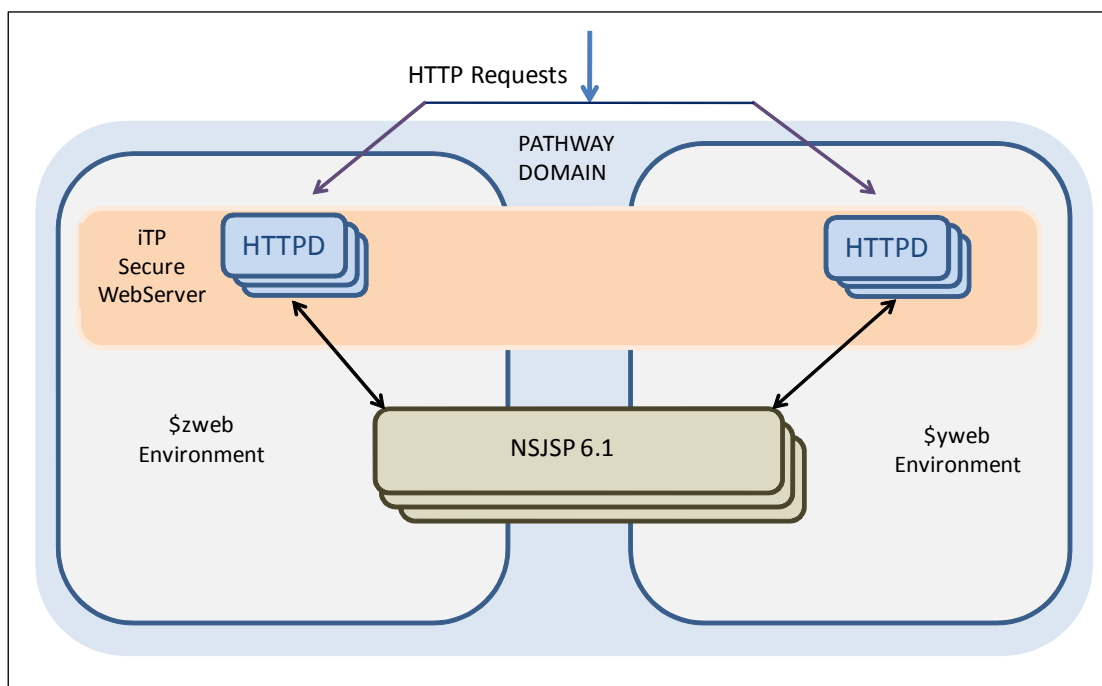 HTTP Requests
PATHWAY
DOMAIN
iTP
Secure
WebServer
HTTPD
HTTPD
$zweb
Environment
NSJSP 6.1
$yweb
Environment